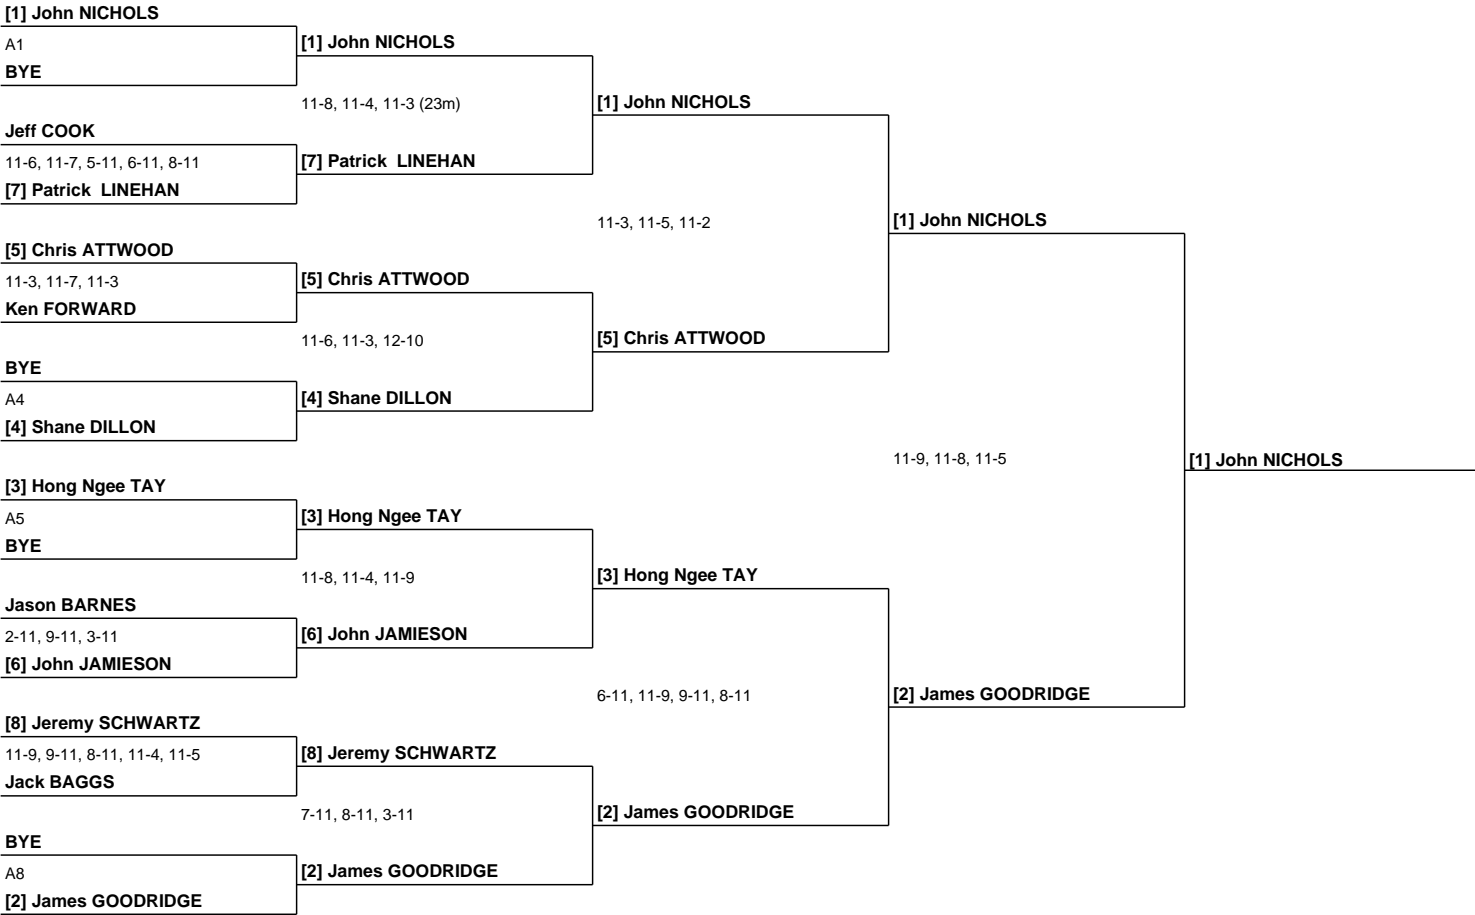 [1] John NICHOLS
A1
BYE
Jeff COOK
11-6, 11-7, 5-11, 6-11, 8-11
[7] Patrick  LINEHAN
[5] Chris ATTWOOD
11-3, 11-7, 11-3
Ken FORWARD
BYE
A4
[4] Shane DILLON
[3] Hong Ngee TAY
A5
BYE
Jason BARNES
2-11, 9-11, 3-11
[6] John JAMIESON
[8] Jeremy SCHWARTZ
11-9, 9-11, 8-11, 11-4, 11-5
Jack BAGGS
BYE
A8
[2] James GOODRIDGE
[1] John NICHOLS
11-8, 11-4, 11-3 (23m)
[7] Patrick  LINEHAN
[5] Chris ATTWOOD
11-6, 11-3, 12-10
[4] Shane DILLON
[3] Hong Ngee TAY
11-8, 11-4, 11-9
[6] John JAMIESON
[8] Jeremy SCHWARTZ
7-11, 8-11, 3-11
[2] James GOODRIDGE
[1] John NICHOLS
11-3, 11-5, 11-2
[5] Chris ATTWOOD
[3] Hong Ngee TAY
6-11, 11-9, 9-11, 8-11
[2] James GOODRIDGE
[1] John NICHOLS
11-9, 11-8, 11-5
[2] James GOODRIDGE
[1] John NICHOLS